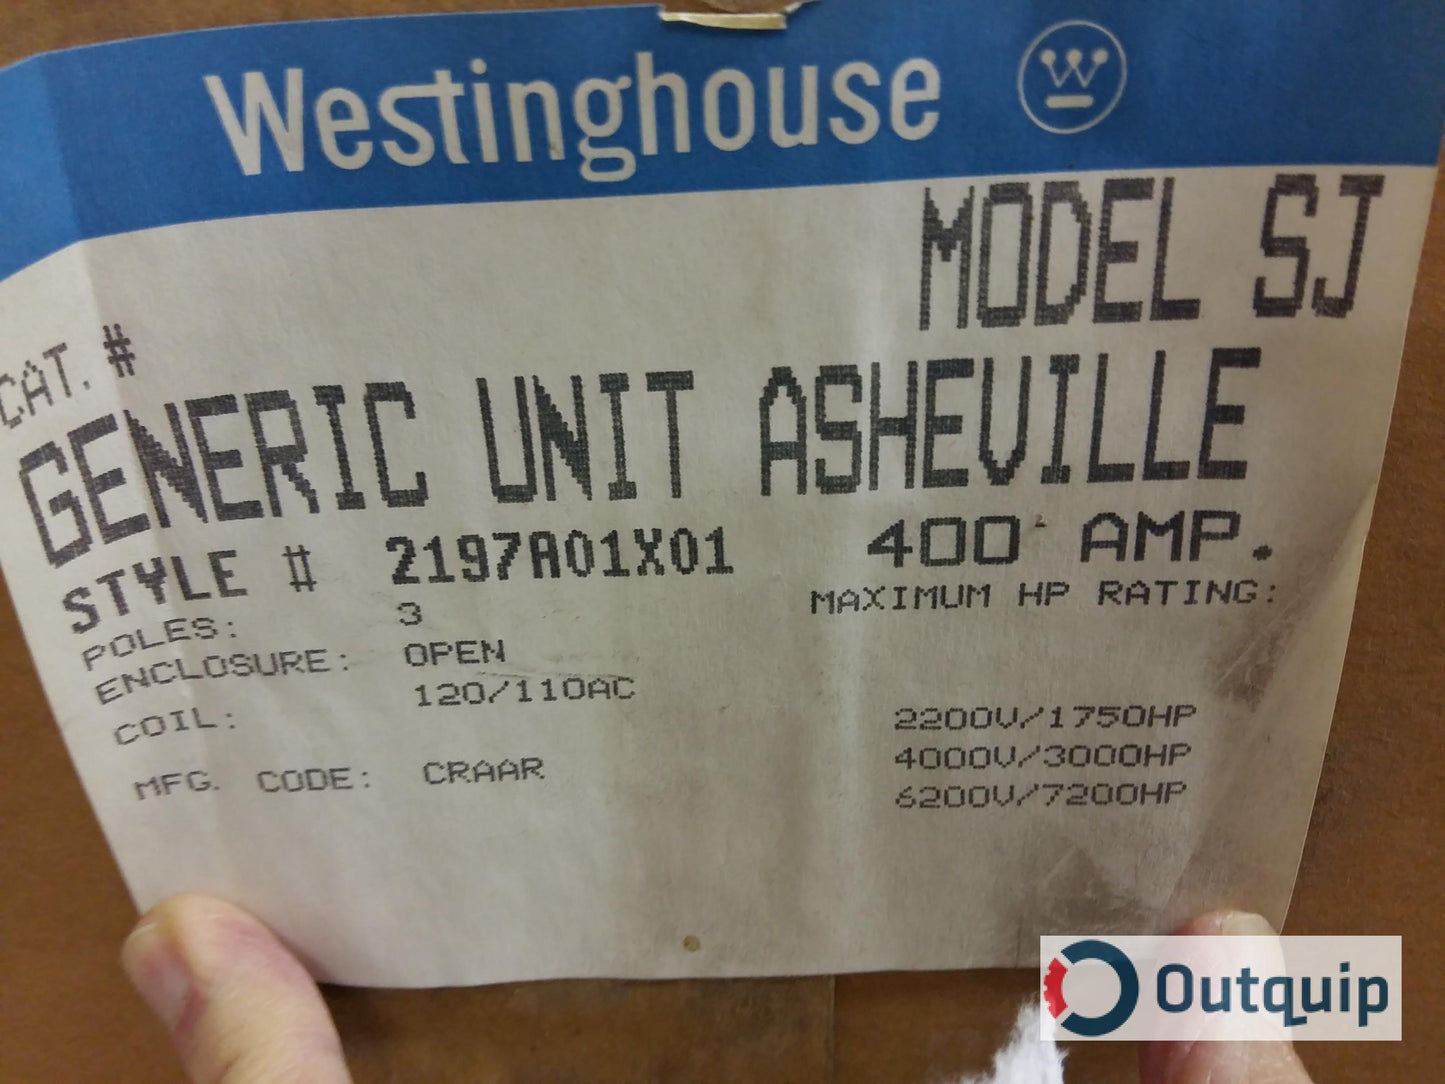 Westinghouse
MODEL SJ
CAT. #
GENERIC UNIT ASHEVILLE
STYLE # 2197A01X01 400 AMP.
POLES: 3 MAXIMUM HP RATING:
ENCLOSURE: OPEN
COIL: 120/110AC 2200V/1750HP
4000V/3000HP
MFG. CODE: CRAAR 6200V/7200HP
Outquip